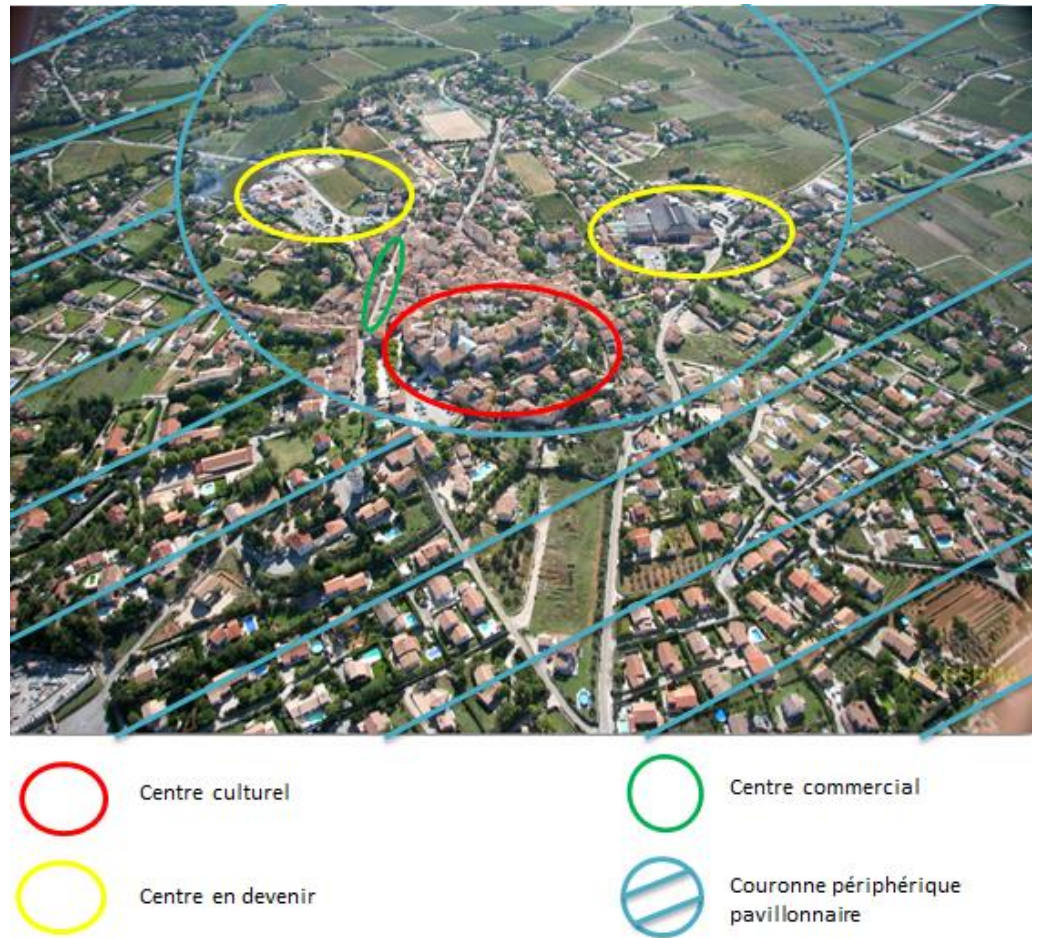 Centre culturel
Centre commercial
Centre en devenir
Couronne périphérique
pavillonnaire